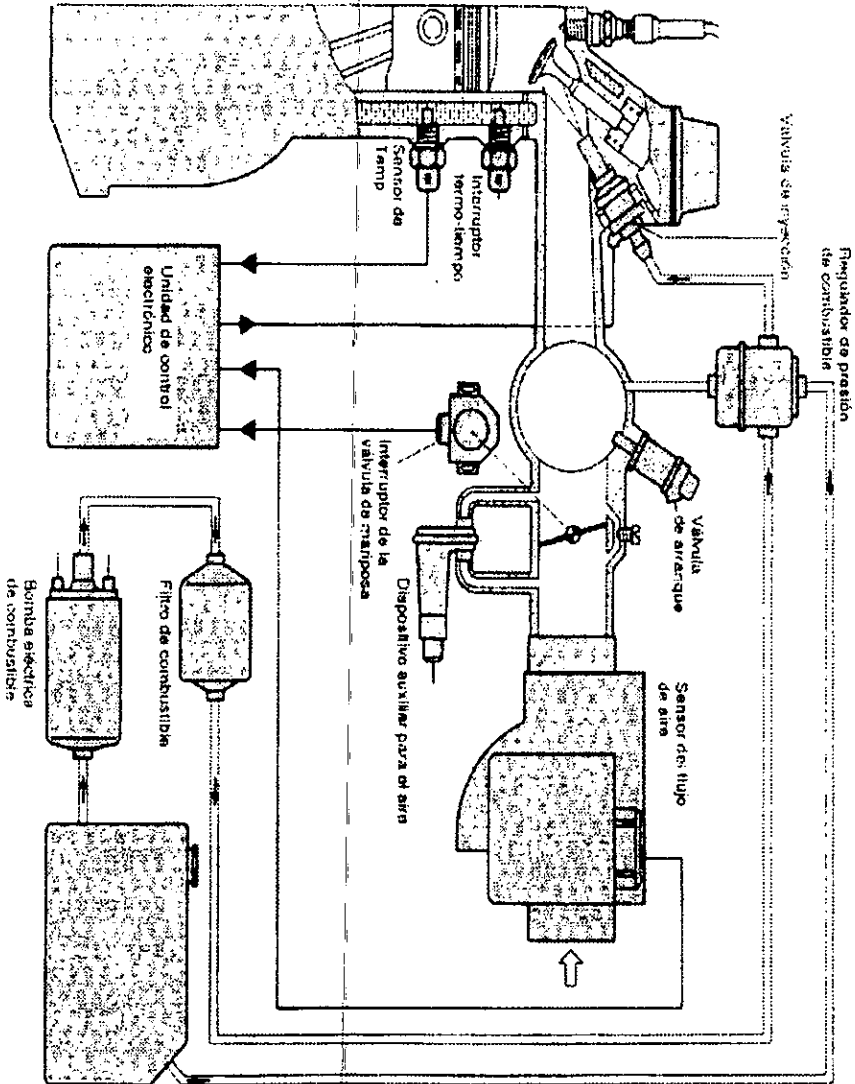 Válvula de inyección
Regulador de presión
de combustible
Válvula
de arranque
Sensor del flujo
de aire
Interruptor
termo-tiempo
Sensor de
Temp
Interruptor de la
válvula de mariposa
Dispositivo auxiliar para el aire
Unidad de control
electrónico
Filtro de combustible
Bomba eléctrica
de combustible